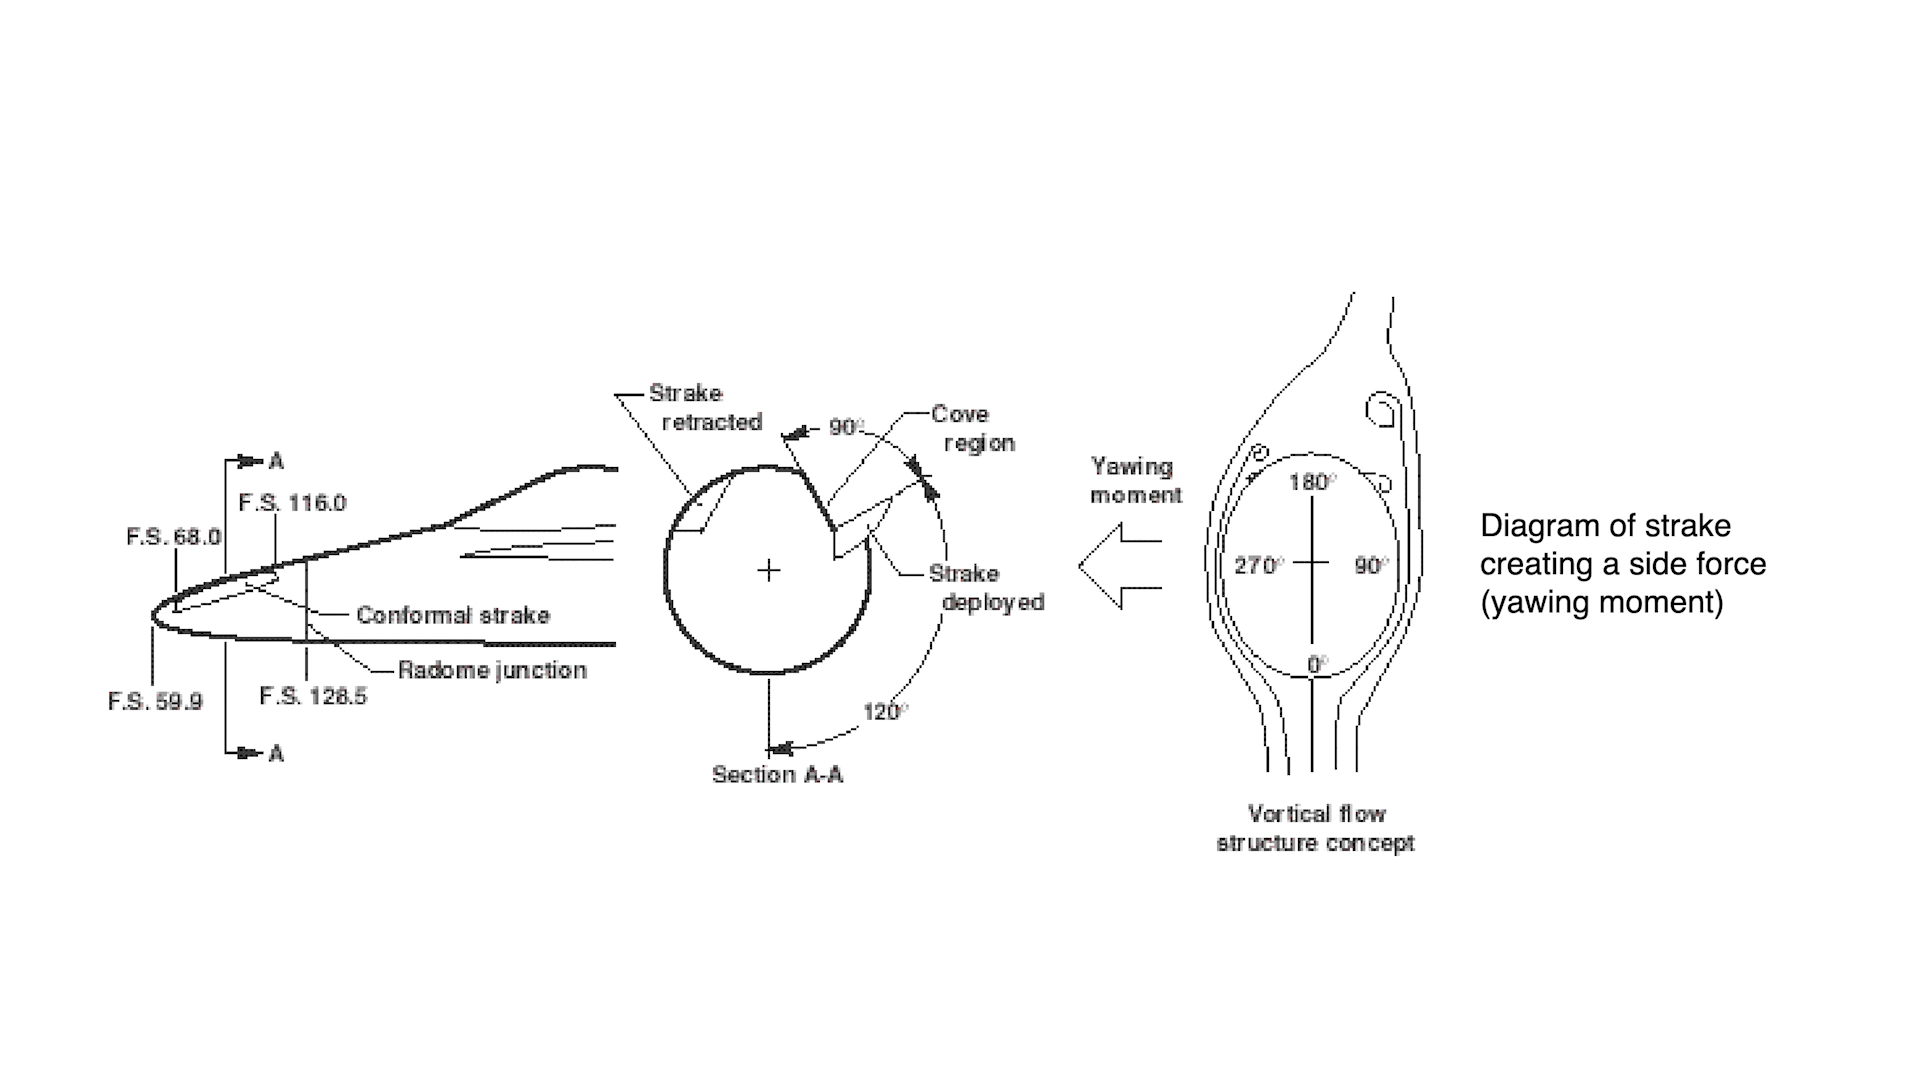 A
F.S. 116.0
F.S. 68.0
Conformal strake
Radome junction
F.S. 59.9
F.S. 128.5
A
Strake
retracted
90°
Cove
region
Strake
deployed
120°
Section A-A
Yawing
moment
180°
270°
90°
0°
Vortical flow
structure concept
Diagram of strake
creating a side force
(yawing moment)